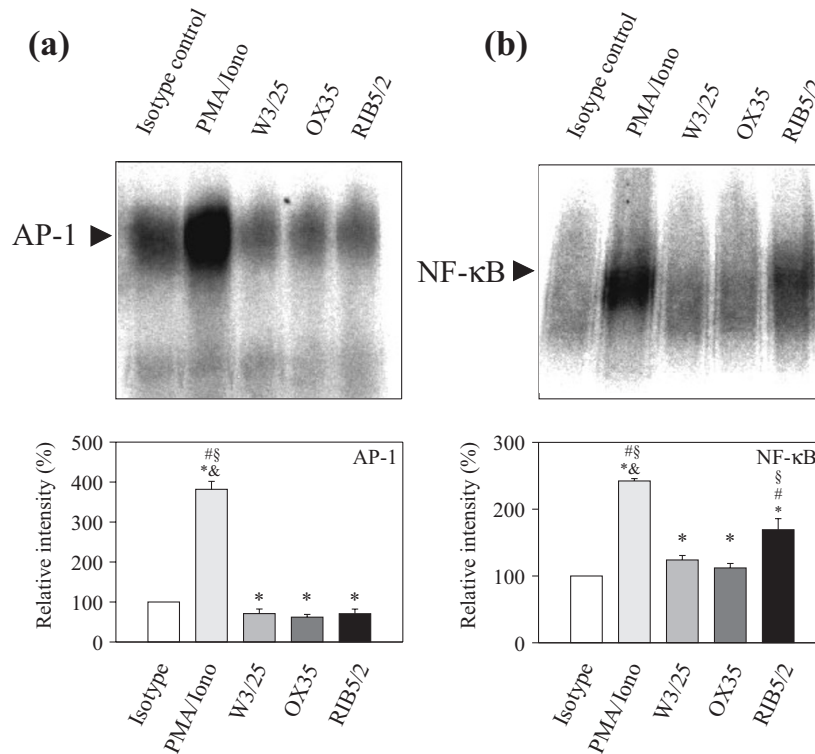 (a)
Isotype control
PMA/Iono
W3/25
OX35
RIB5/2
AP-1
500
400
300
200
100
0
Relative intensity (%)
AP-1
#§
*&
*
*
*
Isotype
PMA/Iono
W3/25
OX35
RIB5/2
(b)
Isotype control
PMA/Iono
W3/25
OX35
RIB5/2
NF-κB
300
200
100
0
Relative intensity (%)
NF-κB
#§
*&
*
*
§
#
*
Isotype
PMA/Iono
W3/25
OX35
RIB5/2